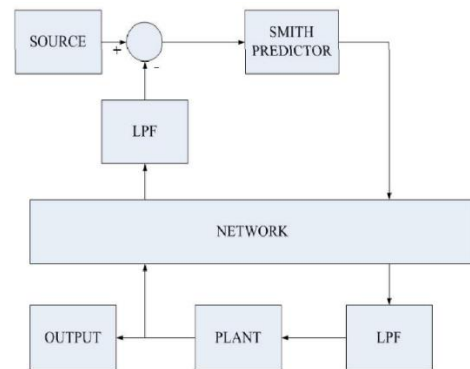 SOURCE
+
-
SMITH
PREDICTOR
LPF
NETWORK
OUTPUT
PLANT
LPF